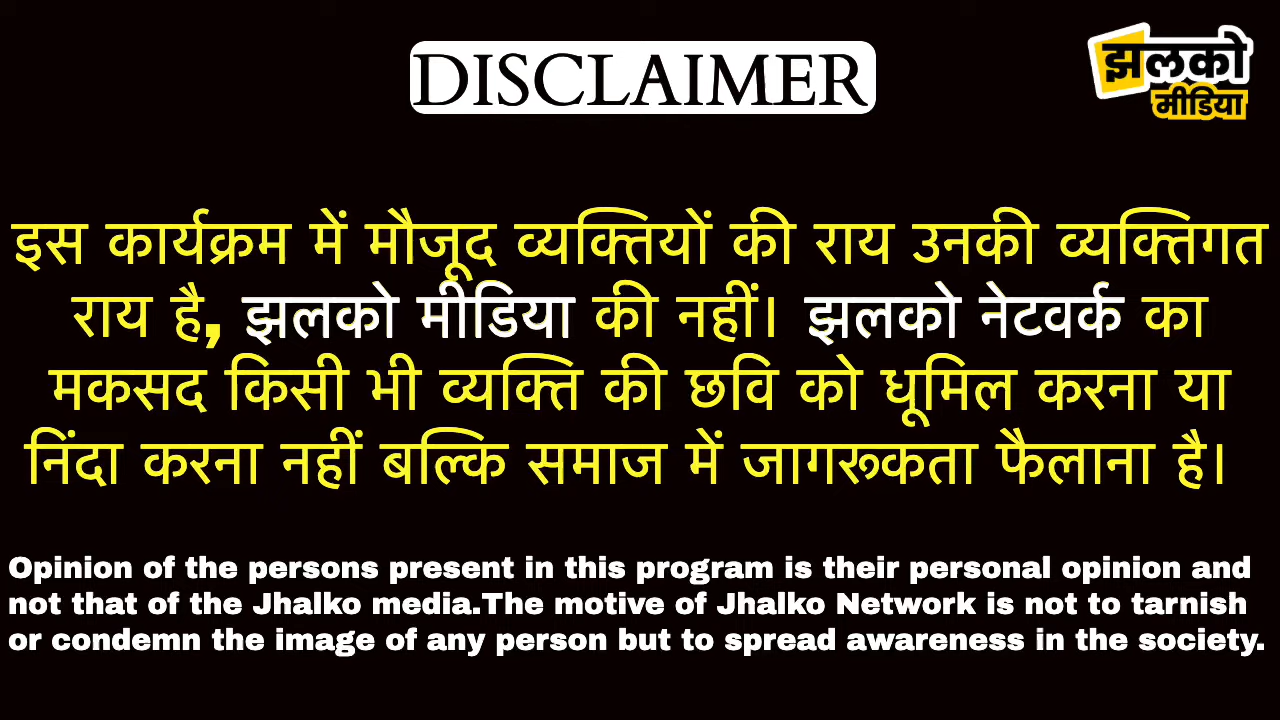 DISCLAIMER
झलको
मीडिया
इस कार्यक्रम में मौजूद व्यक्तियों की राय उनकी व्यक्तिगत
राय है, झलको मीडिया की नहीं। झलको नेटवर्क का
मकसद किसी भी व्यक्ति की छवि को धूमिल करना या
निंदा करना नहीं बल्कि समाज में जागरूकता फैलाना है।
Opinion of the persons present in this program is their personal opinion and
not that of the Jhalko media.The motive of Jhalko Network is not to tarnish
or condemn the image of any person but to spread awareness in the society.